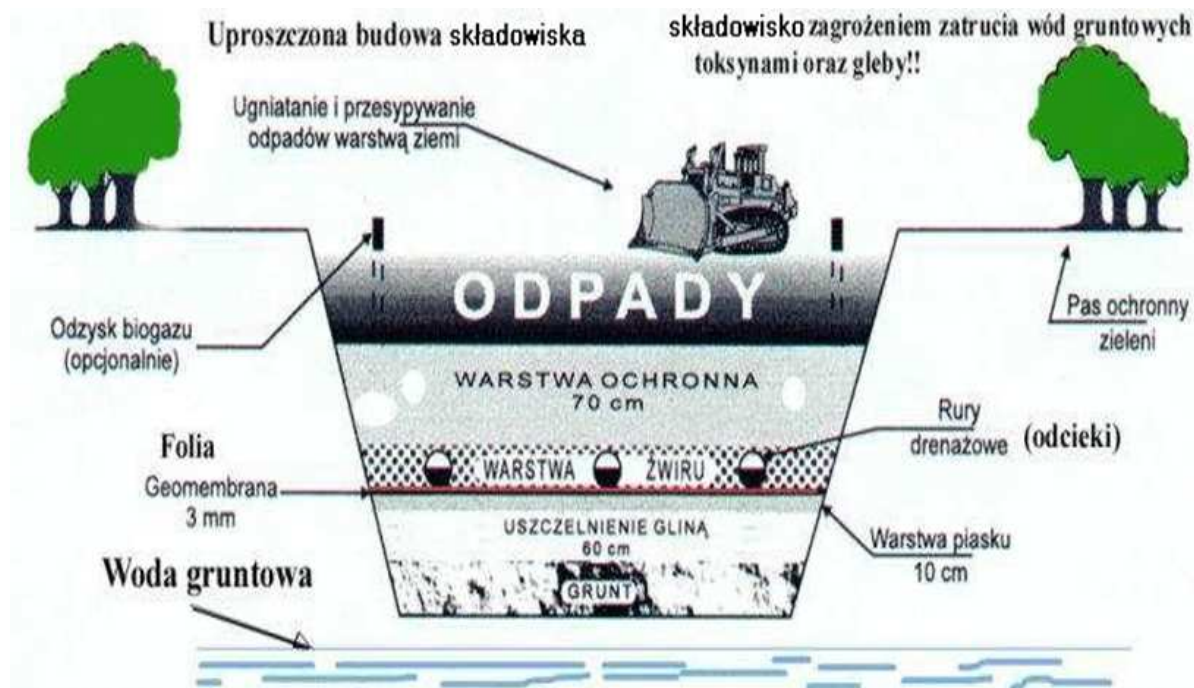 Uproszczona budowa składowiska
składowisko zagrożeniem zatrucia wód gruntowych
toksynami oraz gleby!!
Ugniatanie i przesypywanie
odpadów warstwą ziemi
ODPADY
Odzysk biogazu
(opcjonalnie)
Pas ochronny
zieleni
WARSTWA OCHRONNA
70 cm
Rury
drenażowe (odcieki)
Folia
WARSTWA ŻWIRU
Geomembrana
3 mm
USZCZELNIENIE GLINĄ
60 cm
Warstwa piasku
10 cm
Woda gruntowa
GRUNT